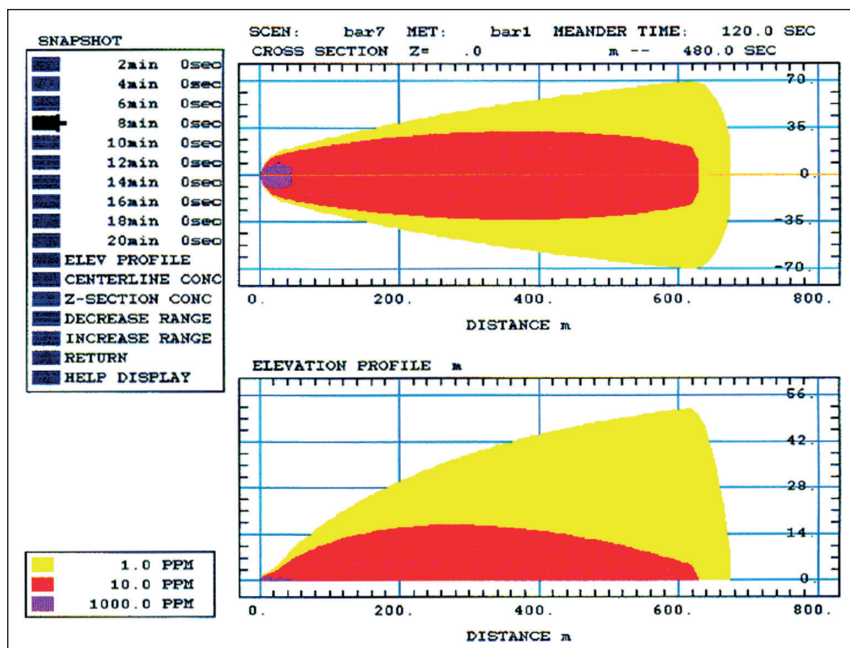 SNAPSHOT
2min 0sec
4min 0sec
6min 0sec
8min 0sec
10min 0sec
12min 0sec
14min 0sec
16min 0sec
18min 0sec
20min 0sec
ELEV PROFILE
CENTERLINE CONC
Z-SECTION CONC
DECREASE RANGE
INCREASE RANGE
RETURN
HELP DISPLAY
1.0 PPM
10.0 PPM
1000.0 PPM
SCEN: bar7 MET: bar1 MEANDER TIME: 120.0 SEC
CROSS SECTION Z= .0 m -- 480.0 SEC
70.
35.
0.
-35.
-70.
0. 200. 400. 600. 800.
DISTANCE m
ELEVATION PROFILE m
56.
42.
28.
14.
0.
0. 200. 400. 600. 800.
DISTANCE m